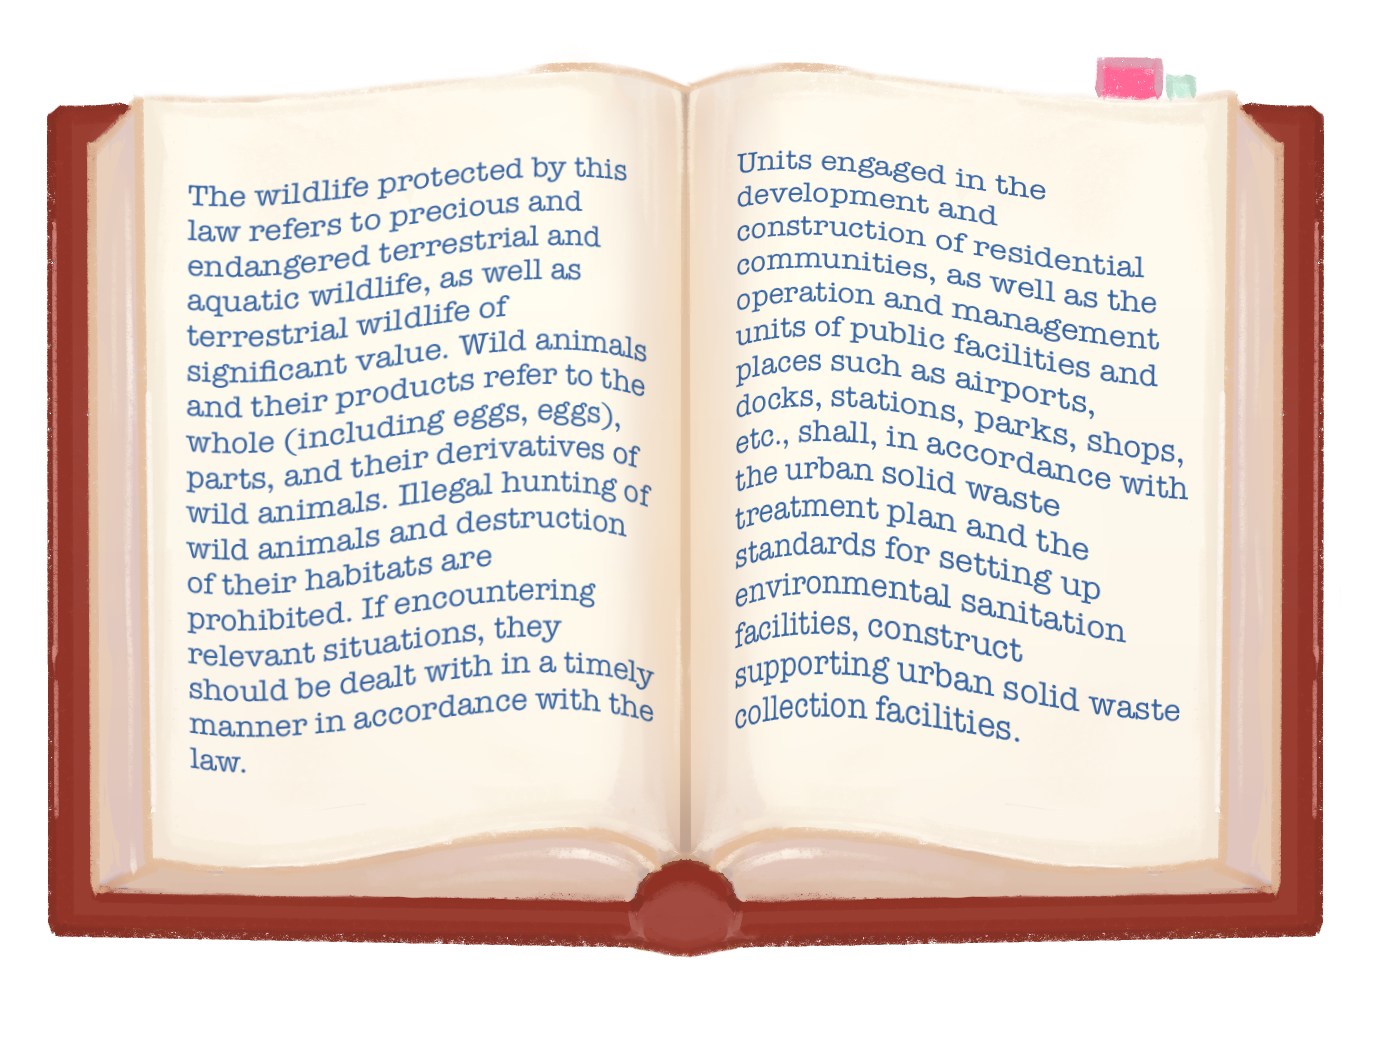 The wildlife protected by this
law refers to precious and
endangered terrestrial and
aquatic wildlife, as well as
terrestrial wildlife of
significant value. Wild animals
and their products refer to the
whole (including eggs, eggs),
parts, and their derivatives of
wild animals. Illegal hunting of
wild animals and destruction
of their habitats are
prohibited. If encountering
relevant situations, they
should be dealt with in a timely
manner in accordance with the
law.
Units engaged in the
development and
construction of residential
communities, as well as the
operation and management
units of public facilities and
places such as airports,
docks, stations, parks, shops,
etc., shall, in accordance with
the urban solid waste
treatment plan and the
standards for setting up
environmental sanitation
facilities, construct
supporting urban solid waste
collection facilities.